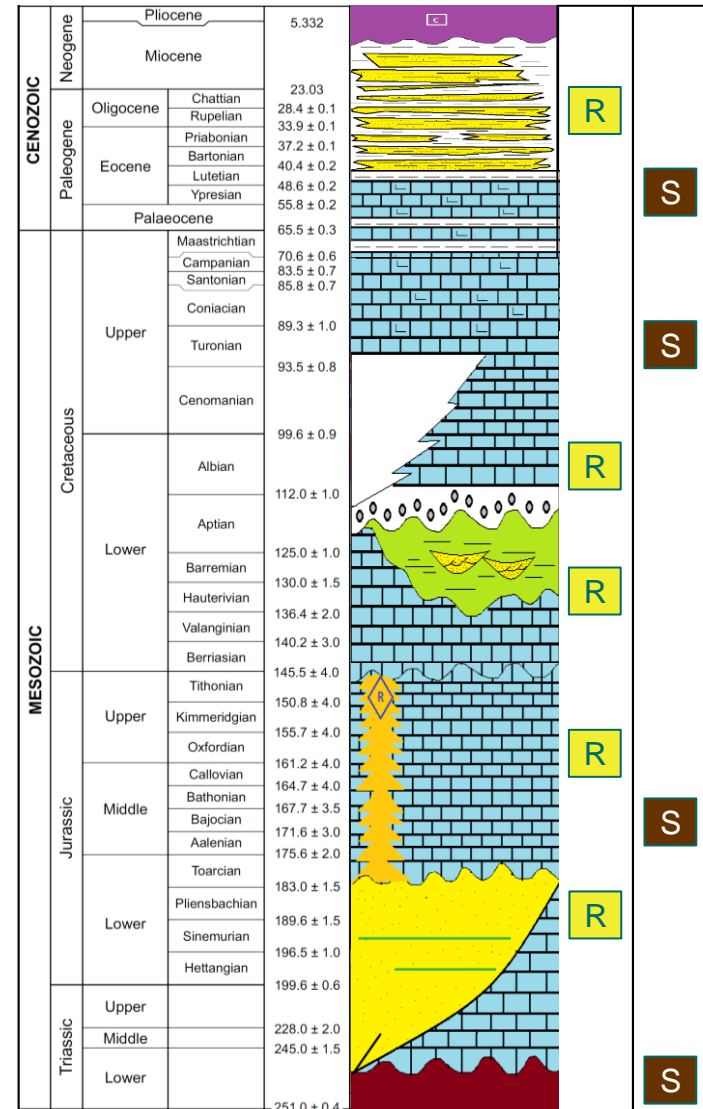 Pliocene
5.332
C
Neogene
Miocene
R
23.03
CENOZOIC
Paleogene
Oligocene
Chattian
28.4 ± 0.1
Rupelian
33.9 ± 0.1
Eocene
Priabonian
37.2 ± 0.1
Bartonian
40.4 ± 0.2
Lutetian
48.6 ± 0.2
S
Ypresian
55.8 ± 0.2
Palaeocene
65.5 ± 0.3
MESOZOIC
Cretaceous
Upper
Maastrichtian
70.6 ± 0.6
Campanian
83.5 ± 0.7
Santonian
85.8 ± 0.7
Coniacian
89.3 ± 1.0
S
Turonian
93.5 ± 0.8
Cenomanian
99.6 ± 0.9
Lower
Albian
R
112.0 ± 1.0
Aptian
125.0 ± 1.0
Barremian
130.0 ± 1.5
R
Hauterivian
136.4 ± 2.0
Valanginian
140.2 ± 3.0
Berriasian
145.5 ± 4.0
Jurassic
Upper
Tithonian
R
150.8 ± 4.0
Kimmeridgian
155.7 ± 4.0
R
Oxfordian
161.2 ± 4.0
Middle
Callovian
164.7 ± 4.0
Bathonian
167.7 ± 3.5
S
Bajocian
171.6 ± 3.0
Aalenian
175.6 ± 2.0
Lower
Toarcian
183.0 ± 1.5
Pliensbachian
R
189.6 ± 1.5
Sinemurian
196.5 ± 1.0
Hettangian
199.6 ± 0.6
Triassic
Upper
228.0 ± 2.0
Middle
245.0 ± 1.5
Lower
S
251.0 ± 0.4